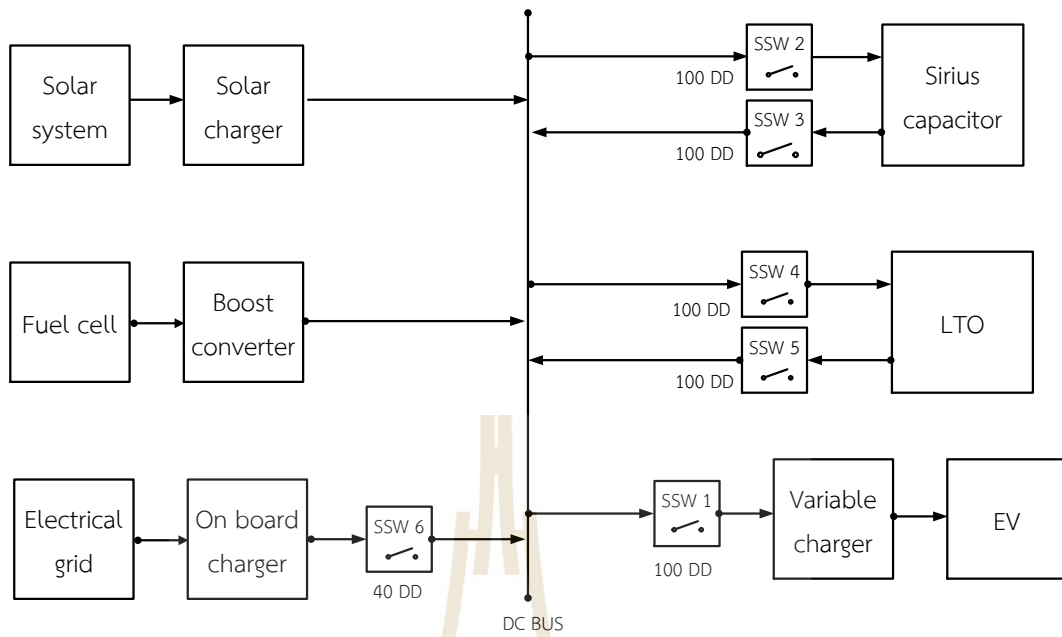 Solar
system
Solar
charger
SSW 2
100 DD
Sirius
capacitor
SSW 3
100 DD
Fuel cell
Boost
converter
SSW 4
100 DD
LTO
SSW 5
100 DD
Electrical
grid
On board
charger
SSW 6
40 DD
SSW 1
100 DD
Variable
charger
EV
DC BUS